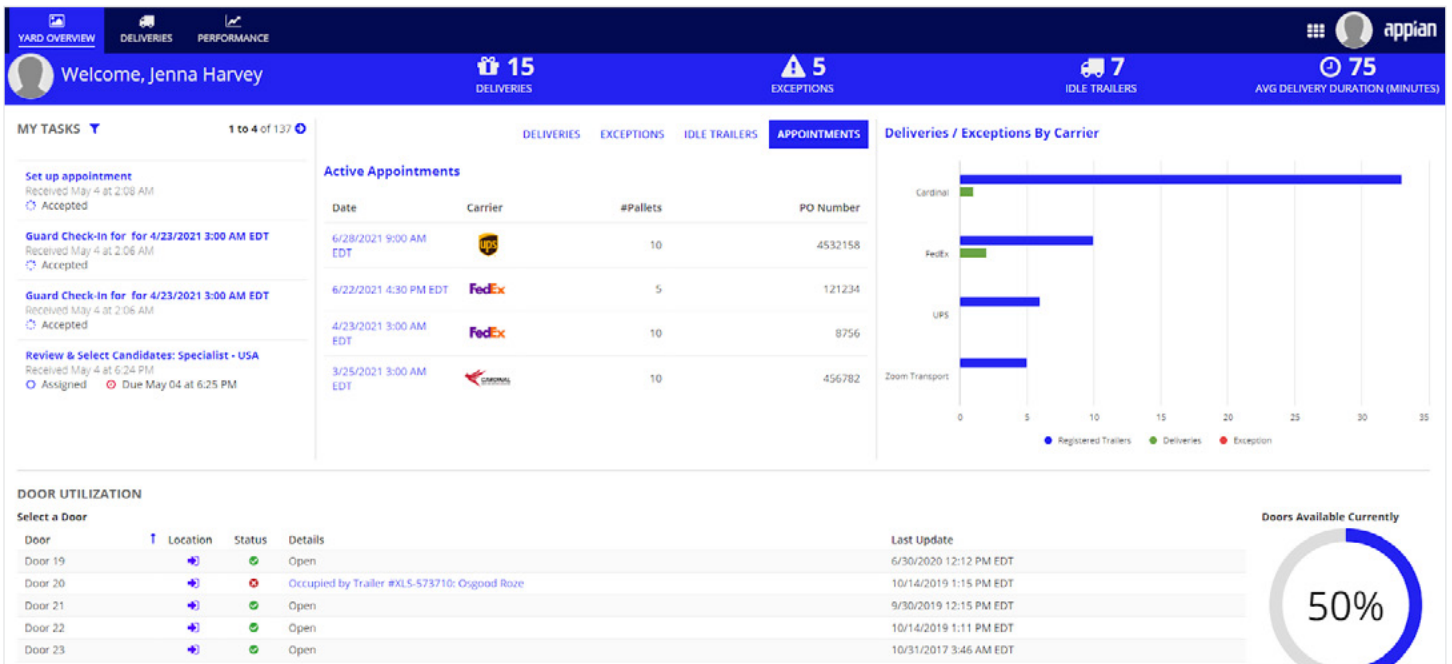 YARD OVERVIEW
DELIVERIES
PERFORMANCE
appian
Welcome, Jenna Harvey
15
DELIVERIES
5
EXCEPTIONS
7
IDLE TRAILERS
75
AVG DELIVERY DURATION (MINUTES)
MY TASKS
1 to 4 of 137
Set up appointment
Received May 4 at 2:08 AM
Accepted
Guard Check-In for for 4/23/2021 3:00 AM EDT
Received May 4 at 2:06 AM
Accepted
Guard Check-In for for 4/23/2021 3:00 AM EDT
Received May 4 at 2:06 AM
Accepted
Review & Select Candidates: Specialist - USA
Received May 4 at 6:24 PM
Assigned Due May 04 at 6:25 PM
DELIVERIES EXCEPTIONS IDLE TRAILERS APPOINTMENTS
Active Appointments
Date Carrier #Pallets PO Number
6/28/2021 9:00 AM
EDT
ups
10
4532158
6/22/2021 4:30 PM EDT FedEx 5 121234
4/23/2021 3:00 AM
EDT
FedEx
10
8756
3/25/2021 3:00 AM
EDT
CARDINAL
10
456782
Deliveries / Exceptions By Carrier
Cardinal
FedEx
UPS
Zoom Transport
0 5 10 15 20 25 30 35
Registered Trailers Deliveries Exception
DOOR UTILIZATION
Select a Door
Door Location Status Details Last Update
Door 19 Open 6/30/2020 12:12 PM EDT
Door 20 Occupied by Trailer #XLS-573710: Osgood Roze 10/14/2019 1:15 PM EDT
Door 21 Open 9/30/2019 12:15 PM EDT
Door 22 Open 10/14/2019 1:11 PM EDT
Door 23 Open 10/31/2017 3:46 AM EDT
Doors Available Currently
50%